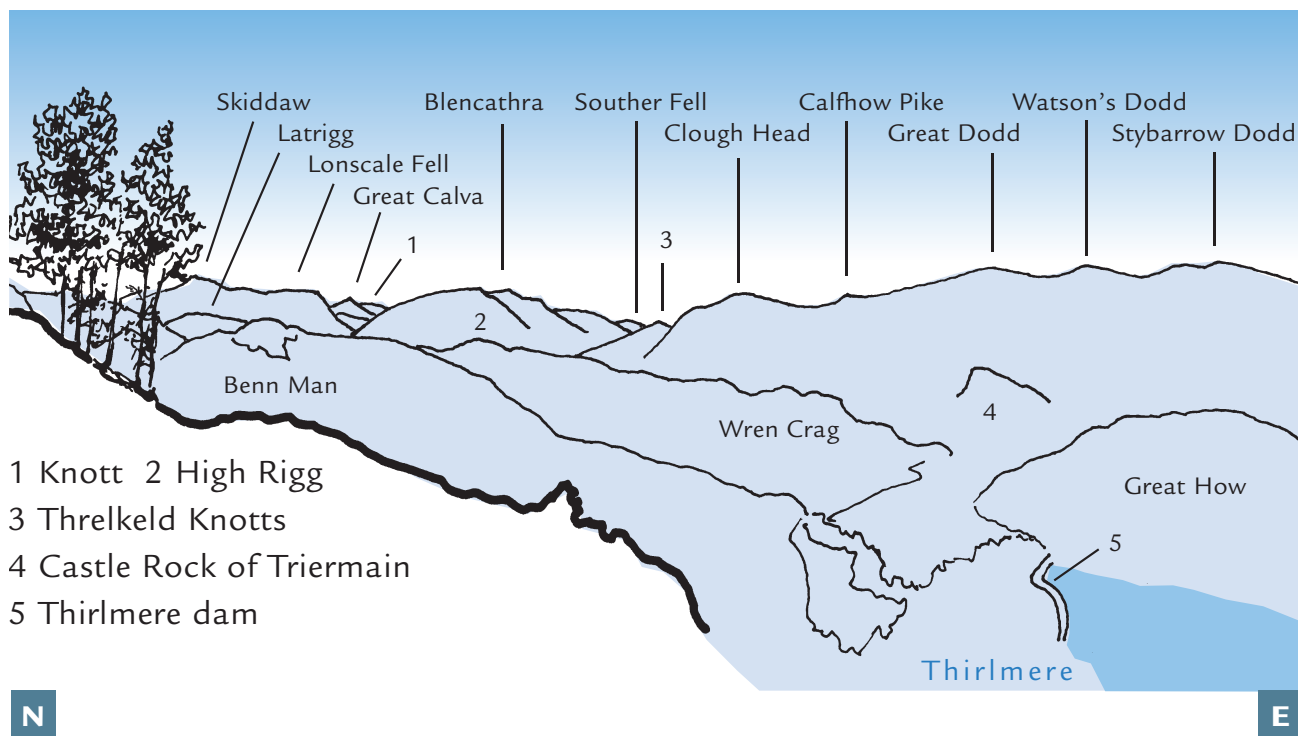 Skiddaw
Latrigg
Lonscale Fell
Great Calva
1
Blencathra
Souther Fell
3
Clough Head
Calfhow Pike
Great Dodd
Watson's Dodd
Stybarrow Dodd
2
Benn Man
Wren Crag
4
Great How
5
1 Knott 2 High Rigg
3 Threlkeld Knotts
4 Castle Rock of Triermain
5 Thirlmere dam
Thirlmere
N
E